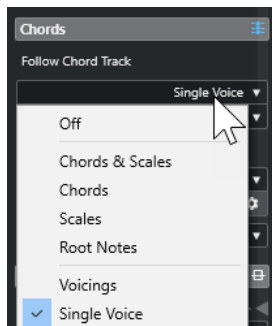 Chords
Follow Chord Track
Single Voice
Off
Chords & Scales
Chords
Scales
Root Notes
Voicings
Single Voice